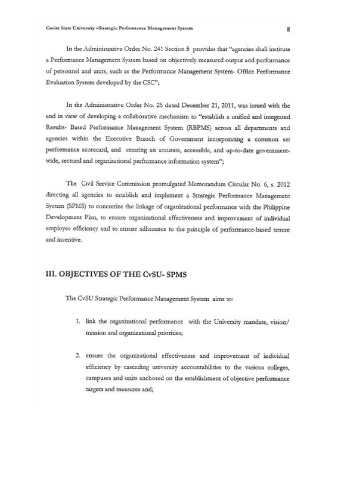 Cavite State University –Strategic Performance Management System 8
In the Administrative Order No. 241 Section 8 provides that "agencies shall institute
a Performance Management System based on objectively measured output and performance
of personnel and units, such as the Performance Management System- Office Performance
Evaluation System developed by the CSC";
In the Administrative Order No. 25 dated December 21, 2011, was issued with the
end in view of developing a collaborative mechanism to "establish a unified and integrated
Results- Based Performance Management System (RBPMS) across all departments and
agencies within the Executive Branch of Government incorporating a common set
performance scorecard, and creating an accurate, accessible, and up-to-date government-
wide, sectoral and organizational performance information system";
The Civil Service Commission promulgated Memorandum Circular No. 6, s. 2012
directing all agencies to establish and implement a Strategic Performance Management
System (SPMS) to concretize the linkage of organizational performance with the Philippine
Development Plan, to ensure organizational effectiveness and improvement of individual
employee efficiency and to ensure adherence to the principle of performance-based tenure
and incentive.
III. OBJECTIVES OF THE CvSU- SPMS
The CvSU Strategic Performance Management System aims to:
1. link the organizational performance with the University mandate, vision/
mission and organizational priorities;
2. ensure the organizational effectiveness and improvement of individual
efficiency by cascading university accountabilities to the various colleges,
campuses and units anchored on the establishment of objective performance
targets and measures and;